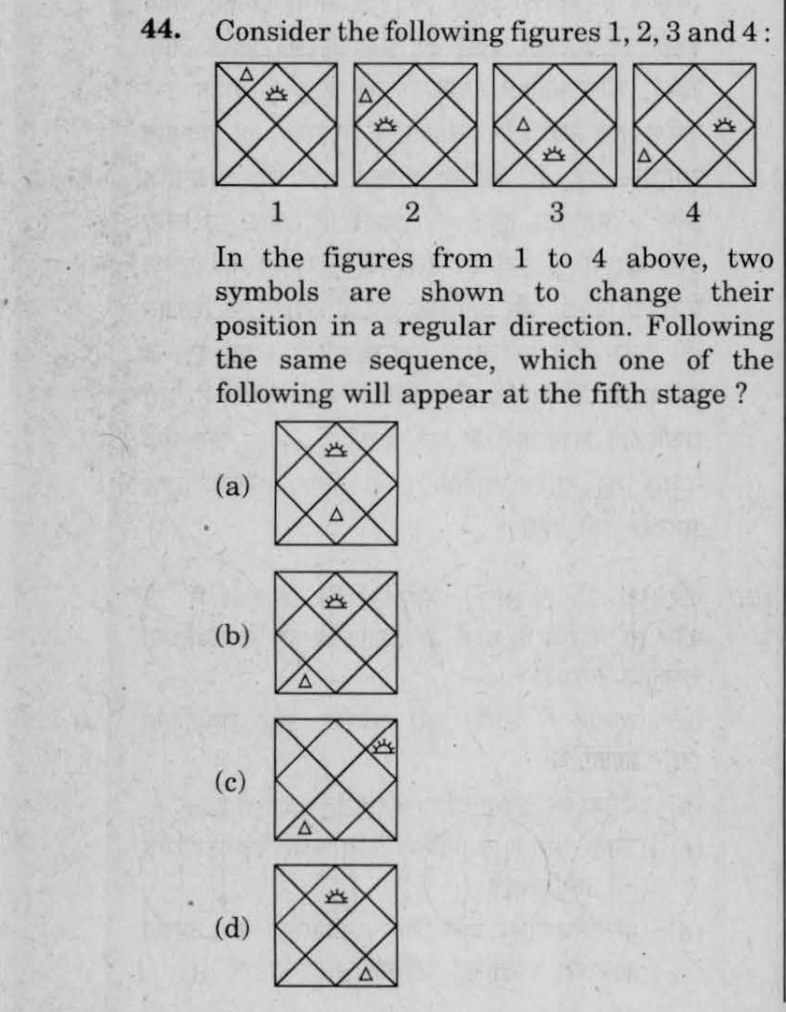 44. Consider the following figures 1, 2, 3 and 4 :
1 2 3 4
In the figures from 1 to 4 above, two
symbols are shown to change their
position in a regular direction. Following
the same sequence, which one of the
following will appear at the fifth stage ?
(a)
(b)
(c)
(d)